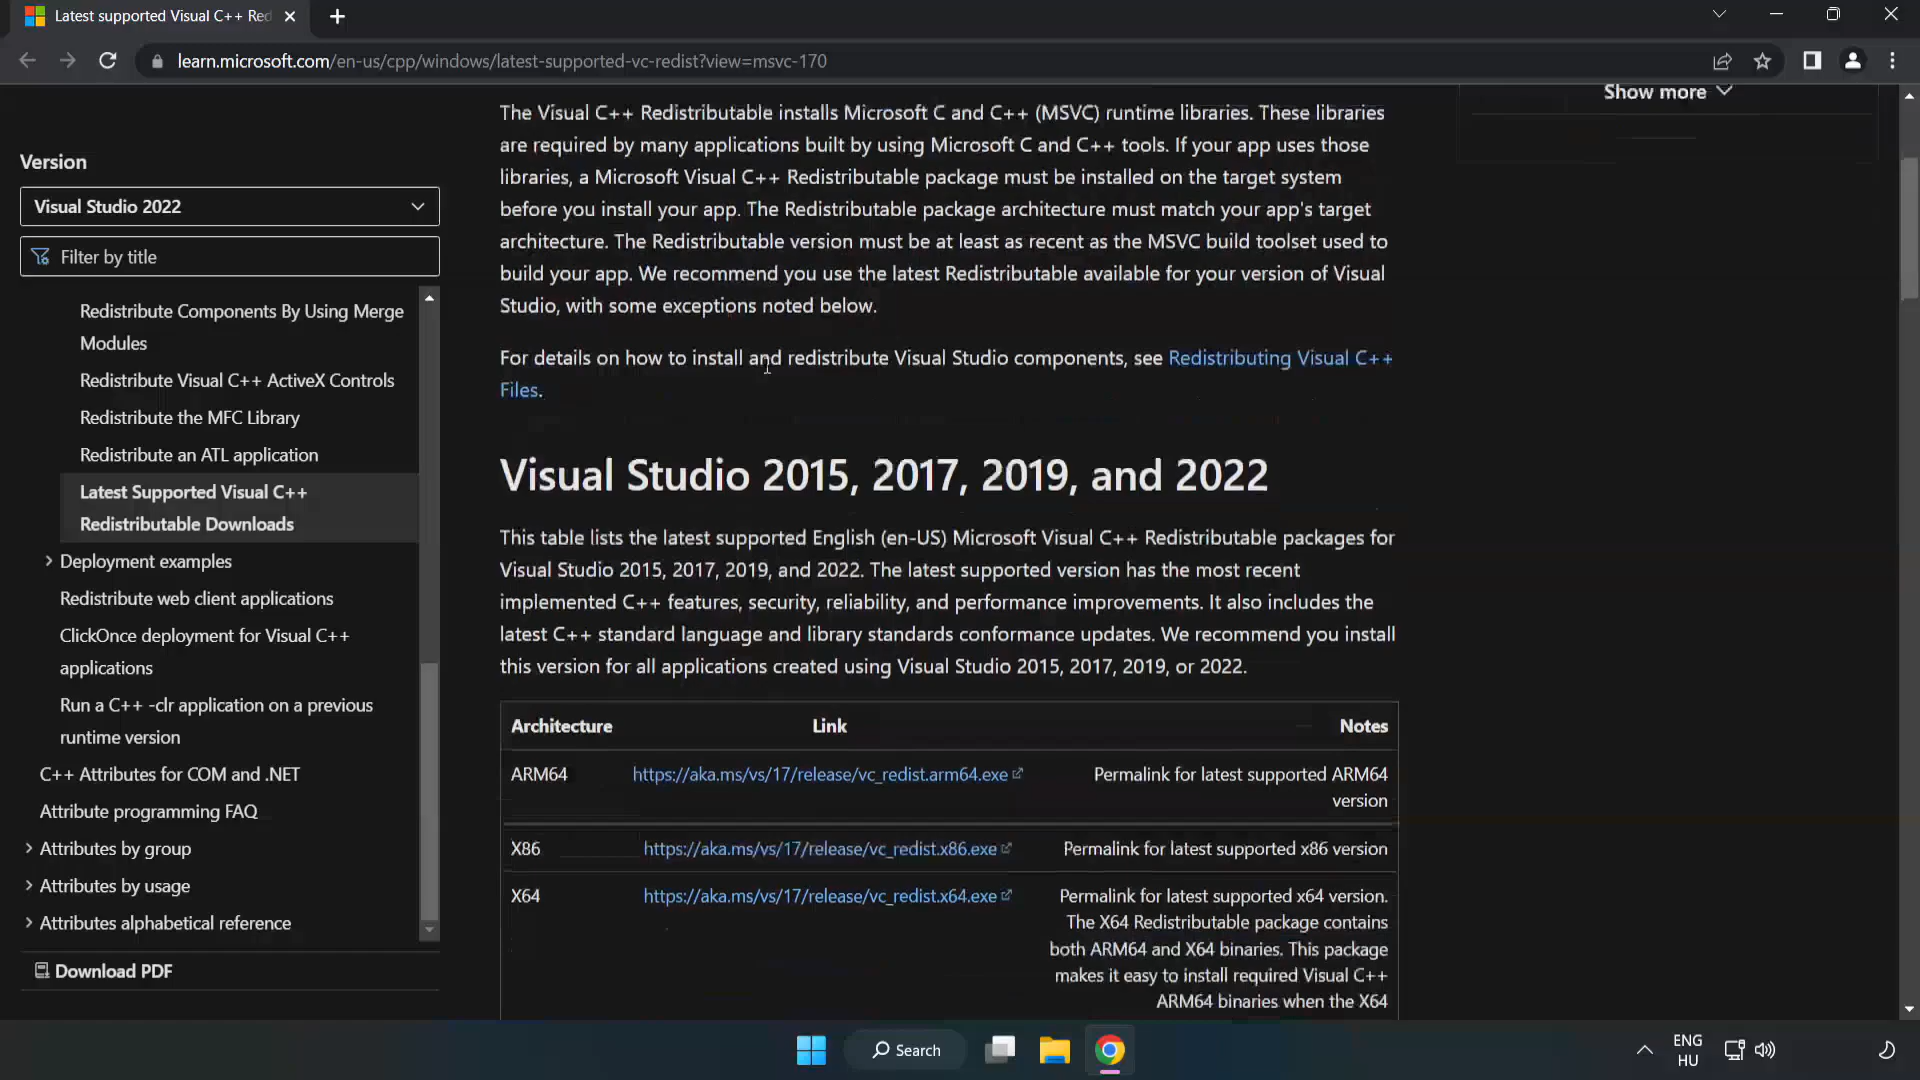 Latest supported Visual C++ Red
learn.microsoft.com/en-us/cpp/windows/latest-supported-vc-redist?view=msvc-170
Version
Visual Studio 2022
Filter by title
Redistribute Components By Using Merge
Modules
Redistribute Visual C++ ActiveX Controls
Redistribute the MFC Library
Redistribute an ATL application
Latest Supported Visual C++
Redistributable Downloads
Deployment examples
Redistribute web client applications
ClickOnce deployment for Visual C++
applications
Run a C++ -clr application on a previous
runtime version
C++ Attributes for COM and .NET
Attribute programming FAQ
Attributes by group
Attributes by usage
Attributes alphabetical reference
Download PDF
The Visual C++ Redistributable installs Microsoft C and C++ (MSVC) runtime libraries. These libraries
are required by many applications built by using Microsoft C and C++ tools. If your app uses those
libraries, a Microsoft Visual C++ Redistributable package must be installed on the target system
before you install your app. The Redistributable package architecture must match your app's target
architecture. The Redistributable version must be at least as recent as the MSVC build toolset used to
build your app. We recommend you use the latest Redistributable available for your version of Visual
Studio, with some exceptions noted below.
For details on how to install and redistribute Visual Studio components, see Redistributing Visual C++
Files.
Visual Studio 2015, 2017, 2019, and 2022
This table lists the latest supported English (en-US) Microsoft Visual C++ Redistributable packages for
Visual Studio 2015, 2017, 2019, and 2022. The latest supported version has the most recent
implemented C++ features, security, reliability, and performance improvements. It also includes the
latest C++ standard language and library standards conformance updates. We recommend you install
this version for all applications created using Visual Studio 2015, 2017, 2019, or 2022.
Architecture Link Notes
ARM64 https://aka.ms/vs/17/release/vc_redist.arm64.exe Permalink for latest supported ARM64
version
X86 https://aka.ms/vs/17/release/vc_redist.x86.exe Permalink for latest supported x86 version
X64 https://aka.ms/vs/17/release/vc_redist.x64.exe Permalink for latest supported x64 version.
The X64 Redistributable package contains
both ARM64 and X64 binaries. This package
makes it easy to install required Visual C++
ARM64 binaries when the X64
Show more
Search
ENG
HU